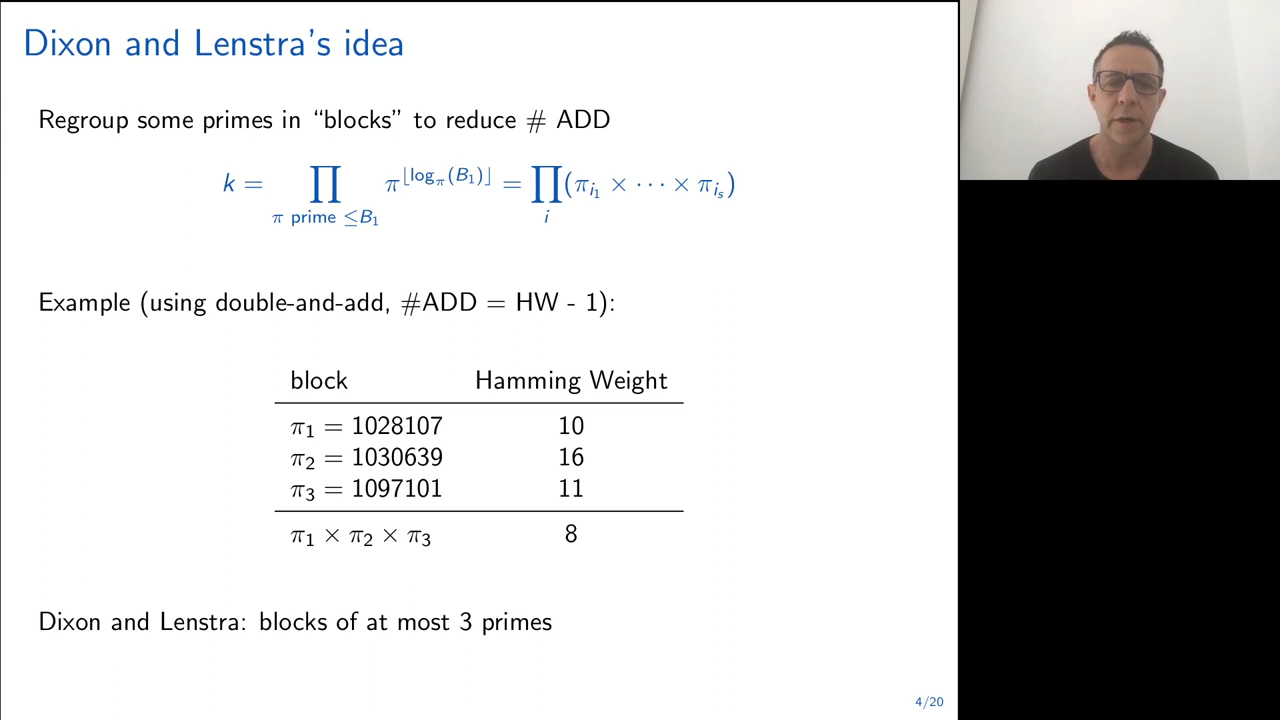 Dixon and Lenstra's idea
Regroup some primes in “blocks” to reduce # ADD
k = ∏_{π prime ≤B₁} π^{⌊log_π(B₁)⌋} = ∏_i (π_{i₁} × ⋯ × π_{i_s})
Example (using double-and-add, #ADD = HW - 1):
block Hamming Weight
π₁ = 1028107 10
π₂ = 1030639 16
π₃ = 1097101 11
π₁ × π₂ × π₃ 8
Dixon and Lenstra: blocks of at most 3 primes
4/20